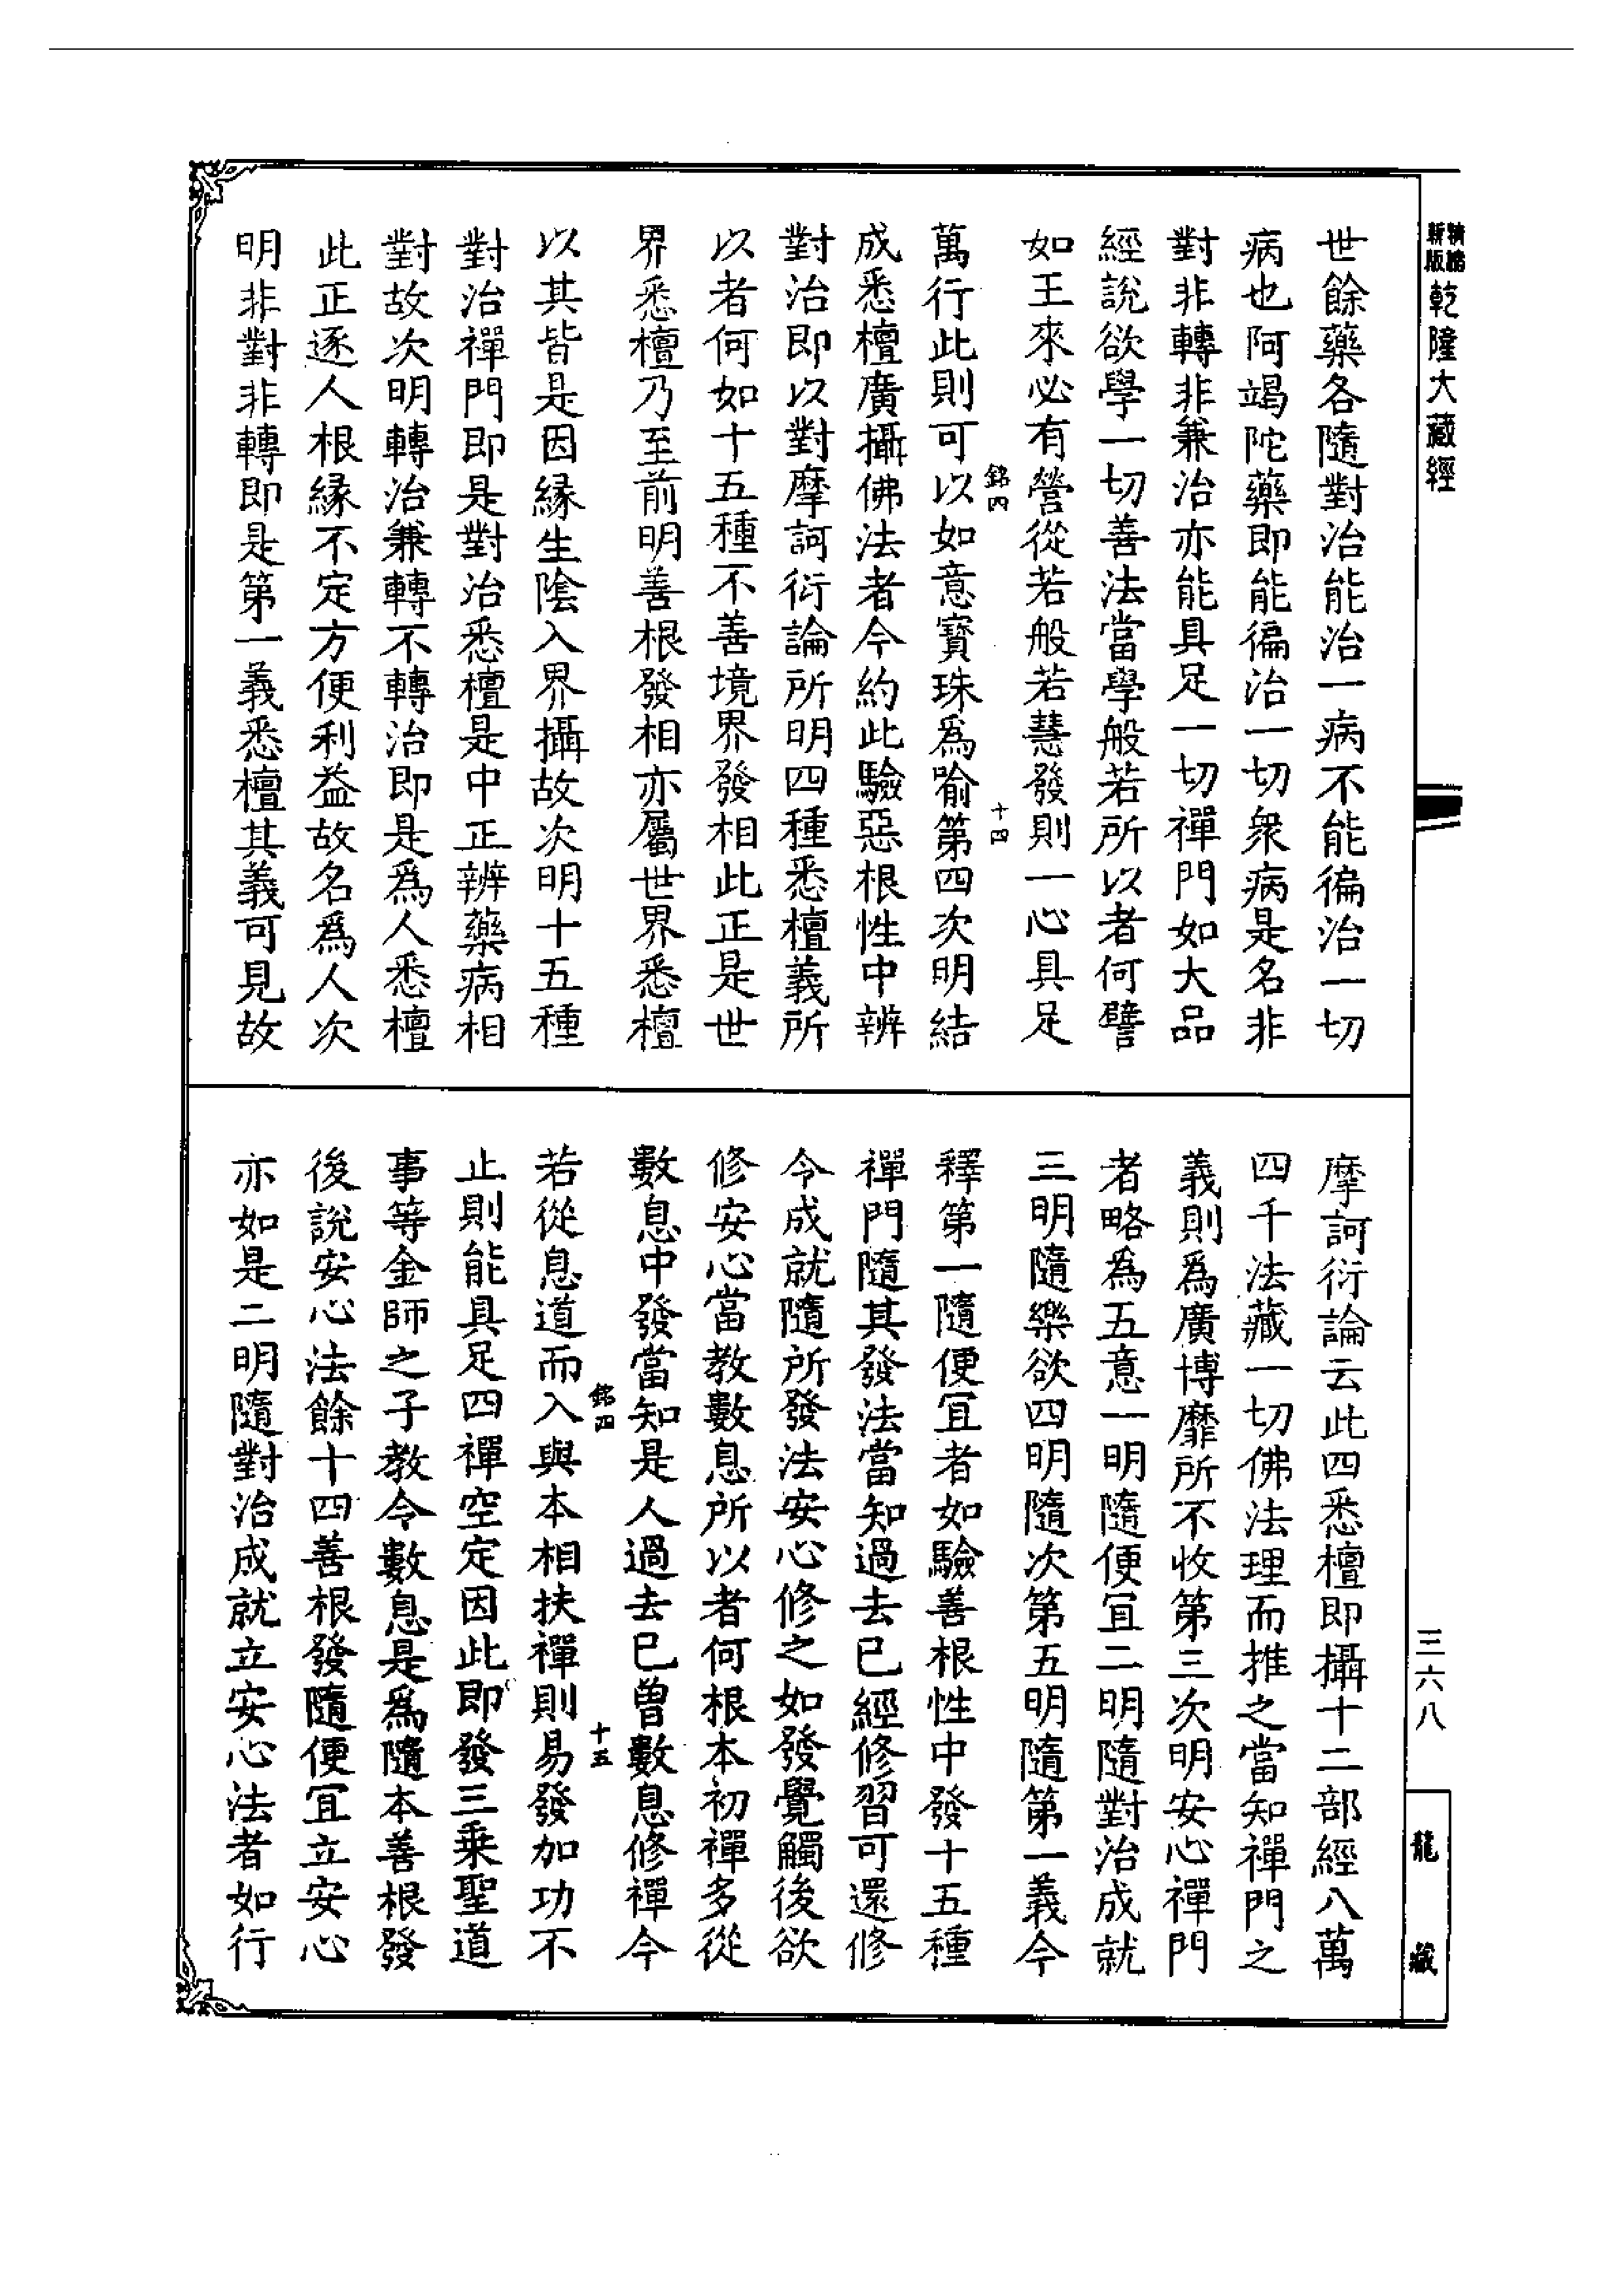 精繕新版乾隆大藏經
世餘藥各隨對治能治一病不能徧治一切
病也阿竭陀藥即能徧治一切衆病是名非
對非轉非兼治亦能具足一切禪門如大品
經說欲學一切善法當學般若所以者何譬
如王來必有營從若般若慧發則一心具足
銘四 十四
萬行此則可以如意寶珠爲喻第四次明結
成悉檀廣攝佛法者今約此驗惡根性中辨
對治即以對摩訶衍論所明四種悉檀義所
以者何如十五種不善境界發相此正是世
界悉檀乃至前明善根發相亦屬世界悉檀
以其皆是因緣生陰入界攝故次明十五種
對治禪門即是對治悉檀是中正辨藥病相
對故次明轉治兼轉不轉治即是爲人悉檀
此正逐人根緣不定方便利益故名爲人次
明非對非轉即是第一義悉檀其義可見故
摩訶衍論云此四悉檀即攝十二部經八萬
四千法藏一切佛法理而推之當知禪門之
義則爲廣博靡所不收第三次明安心禪門
者略爲五意一明隨便宜二明隨對治成就
三明隨樂欲四明隨次第五明隨第一義今
釋第一隨便宜者如驗善根性中發十五種
禪門隨其發法當知過去已經修習可還修
令成就隨所發法安心修之如發覺觸後欲
修安心當教數息所以者何根本初禪多從
數息中發當知是人過去已曾數息修禪今
銘四 十五
若從息道而入與本相扶禪則易發加功不
止則能具足四禪空定因此即發三乘聖道
事等金師之子教令數息是爲隨本善根發
後說安心法餘十四善根發隨便宜立安心
亦如是二明隨對治成就立安心法者如行
三六八
龍藏